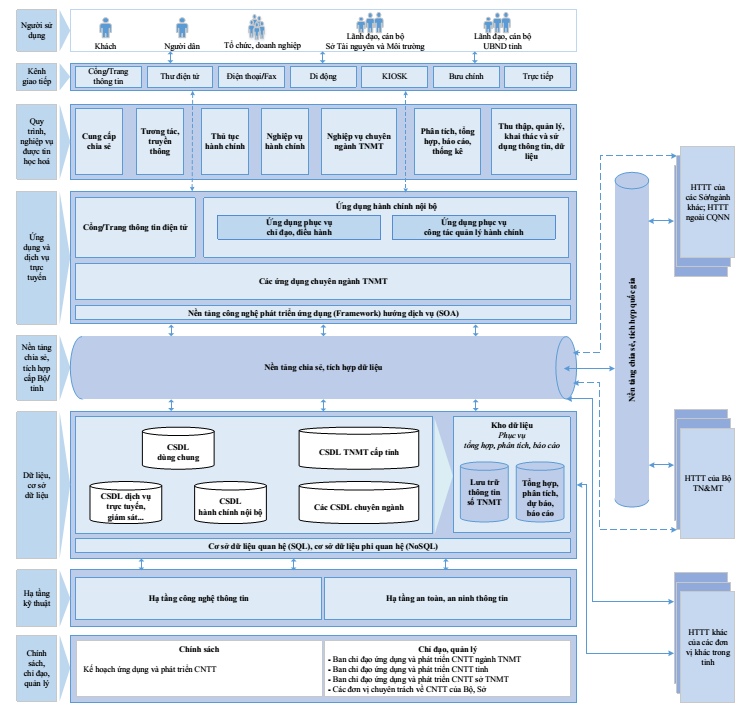 Người sử
dụng
Khách
Người dân
Tổ chức, doanh nghiệp
Lãnh đạo, cán bộ
Sở Tài nguyên và Môi trường
Lãnh đạo, cán bộ
UBND tỉnh
Kênh
giao tiếp
Cổng/Trang
thông tin
Thư điện tử
Điện thoại/Fax
Di động
KIOSK
Bưu chính
Trực tiếp
Quy
trình,
nghiệp vụ
được tin
học hoá
Cung cấp
chia sẻ
Tương tác,
truyền
thông
Thủ tục
hành chính
Nghiệp vụ
hành chính
Nghiệp vụ chuyên
ngành TNMT
Phân tích, tổng
hợp, báo cáo,
thống kê
Thu thập, quản lý,
khai thác và sử
dụng thông tin, dữ
liệu
Ứng
dụng và
dịch vụ
trực
tuyến
Cổng/Trang thông tin điện tử
Ứng dụng hành chính nội bộ
Ứng dụng phục vụ
chỉ đạo, điều hành
Ứng dụng phục vụ
công tác quản lý hành chính
Các ứng dụng chuyên ngành TNMT
Nền tảng công nghệ phát triển ứng dụng (Framework) hướng dịch vụ (SOA)
Nền tảng
chia sẻ,
tích hợp
cấp Bộ/
tỉnh
Nền tảng chia sẻ, tích hợp dữ liệu
Dữ liệu,
cơ sở
dữ liệu
CSDL
dùng chung
CSDL TNMT cấp tỉnh
CSDL dịch vụ
trực tuyến,
giám sát...
CSDL
hành chính nội bộ
Các CSDL chuyên ngành
Kho dữ liệu
Phục vụ
tổng hợp, phân tích, báo cáo
Lưu trữ
thông tin
số TNMT
Tổng hợp,
phân tích,
dự báo,
báo cáo
Cơ sở dữ liệu quan hệ (SQL), cơ sở dữ liệu phi quan hệ (NoSQL)
Hạ tầng
kỹ thuật
Hạ tầng công nghệ thông tin
Hạ tầng an toàn, an ninh thông tin
Chính
sách,
chỉ đạo,
quản lý
Chính sách
Kế hoạch ứng dụng và phát triển CNTT
Chỉ đạo, quản lý
- Ban chỉ đạo ứng dụng và phát triển CNTT ngành TNMT
- Ban chỉ đạo ứng dụng và phát triển CNTT tỉnh
- Ban chỉ đạo ứng dụng và phát triển CNTT sở TNMT
- Các đơn vị chuyên trách về CNTT của Bộ, Sở
Nền tảng chia sẻ, tích hợp quốc gia
HTTT của
các Sở/ngành
khác; HTTT
ngoài CQNN
HTTT của Bộ
TN&MT
HTTT khác
của các đơn
vị khác trong
tỉnh